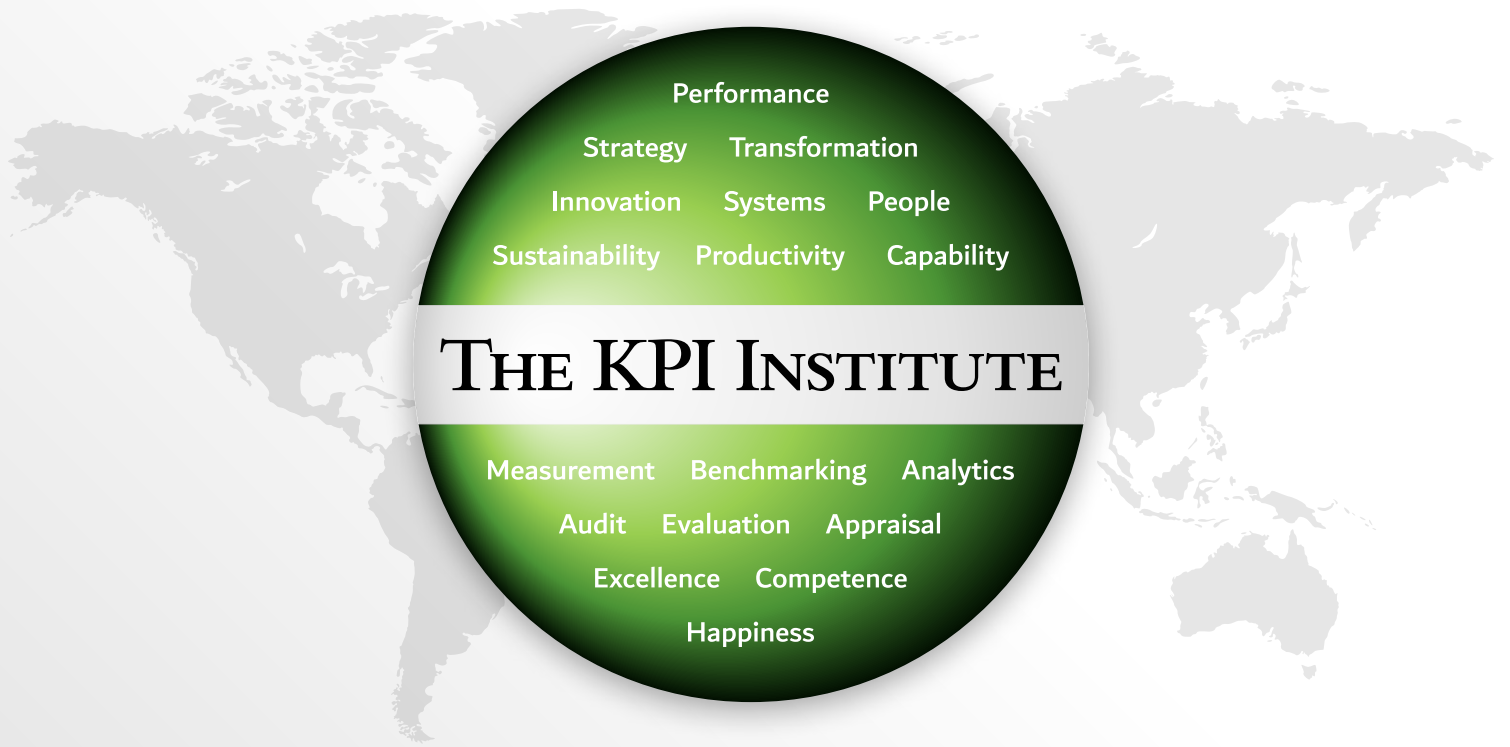 Performance
Strategy Transformation
Innovation Systems People
Sustainability Productivity Capability
The KPI Institute
Measurement Benchmarking Analytics
Audit Evaluation Appraisal
Excellence Competence
Happiness